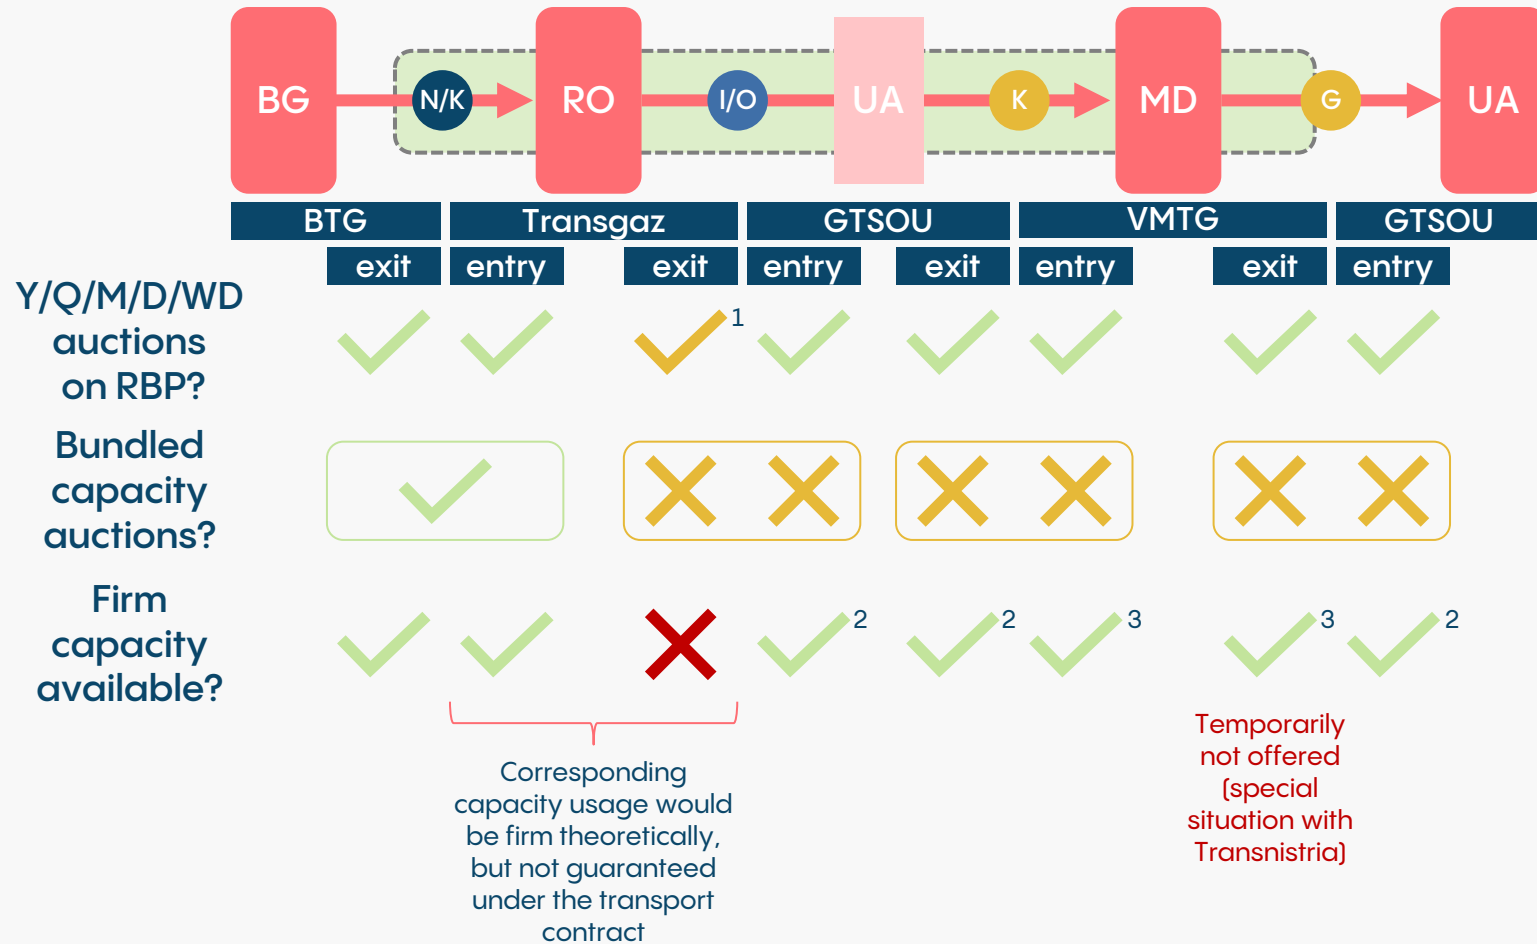 BG
N/K
RO
I/O
UA
K
MD
G
UA
BTG
Transgaz
GTSOU
VMTG
GTSOU
exit
entry
exit
entry
exit
entry
exit
entry
Y/Q/M/D/WD
auctions
on RBP?
1
Bundled
capacity
auctions?
Firm
capacity
available?
2
2
3
3
2
Corresponding
capacity usage would
be firm theoretically,
but not guaranteed
under the transport
contract
Temporarily
not offered
(special
situation with
Transnistria)